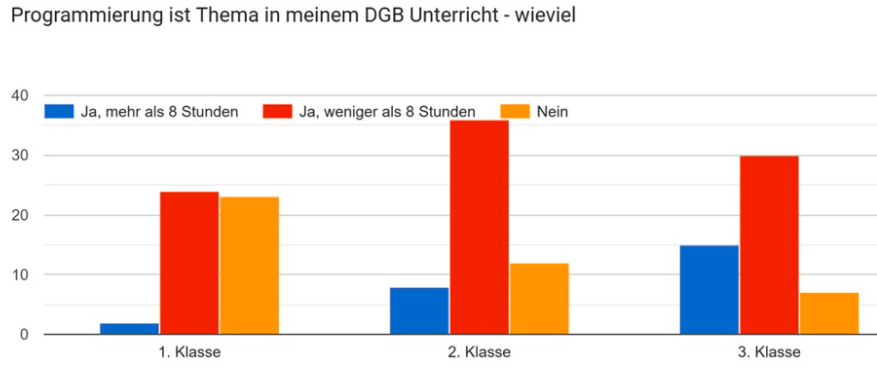 Programmierung ist Thema in meinem DGB Unterricht - wieviel
40
Ja, mehr als 8 Stunden Ja, weniger als 8 Stunden Nein
30
20
10
0
1. Klasse 2. Klasse 3. Klasse